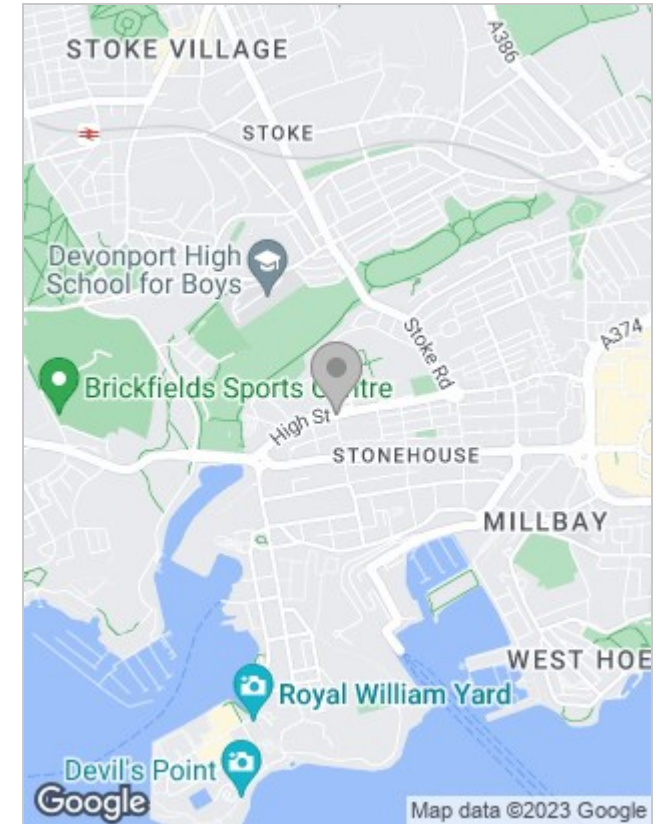 STOKE VILLAGE
A386
STOKE
Devonport High
School for Boys
Stoke Rd
A374
Brickfields Sports Centre
High St
STONEHOUSE
MILLBAY
WEST HOE
Royal William Yard
Devil's Point
Google
Map data ©2023 Google